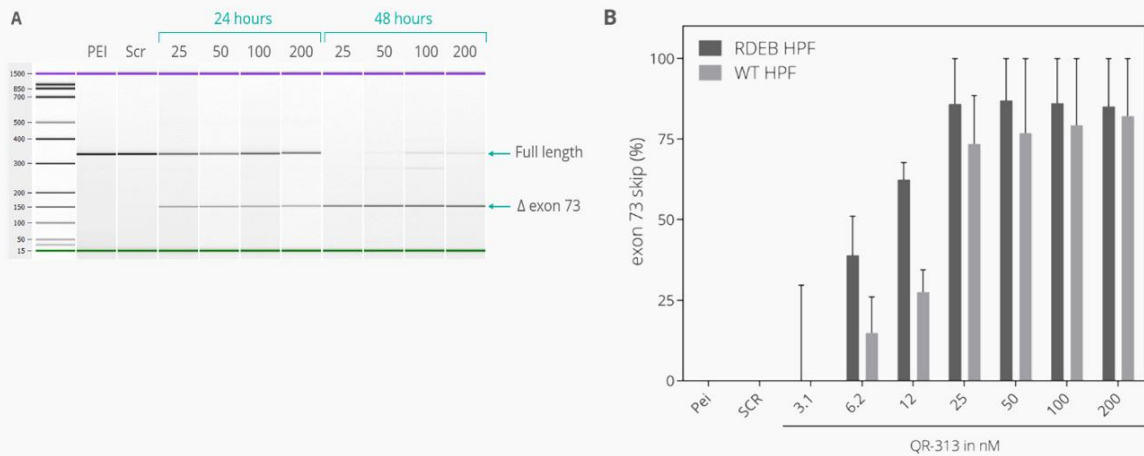 A
24 hours
48 hours
PEI Scr 25 50 100 200 25 50 100 200
1500
850
700
500
400
300
200
150
100
50
15
Full length
Δ exon 73
B
RDEB HPF
WT HPF
exon 73 skip (%)
100
75
50
25
0
Pei SCR 3.1 6.2 12 25 50 100 200
QR-313 in nM